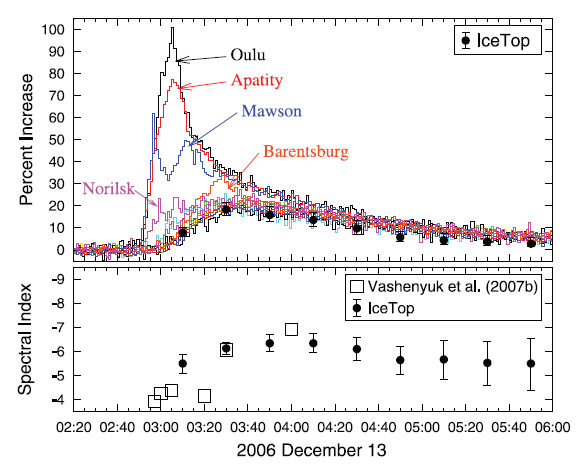 100
90
80
70
60
50
40
30
20
10
0
Percent Increase
IceTop
Oulu
Apatity
Mawson
Barentsburg
Norilsk
-9
-8
-7
-6
-5
-4
Spectral Index
Vashenyuk et al. (2007b)
IceTop
02:20 02:40 03:00 03:20 03:40 04:00 04:20 04:40 05:00 05:20 05:40 06:00
2006 December 13